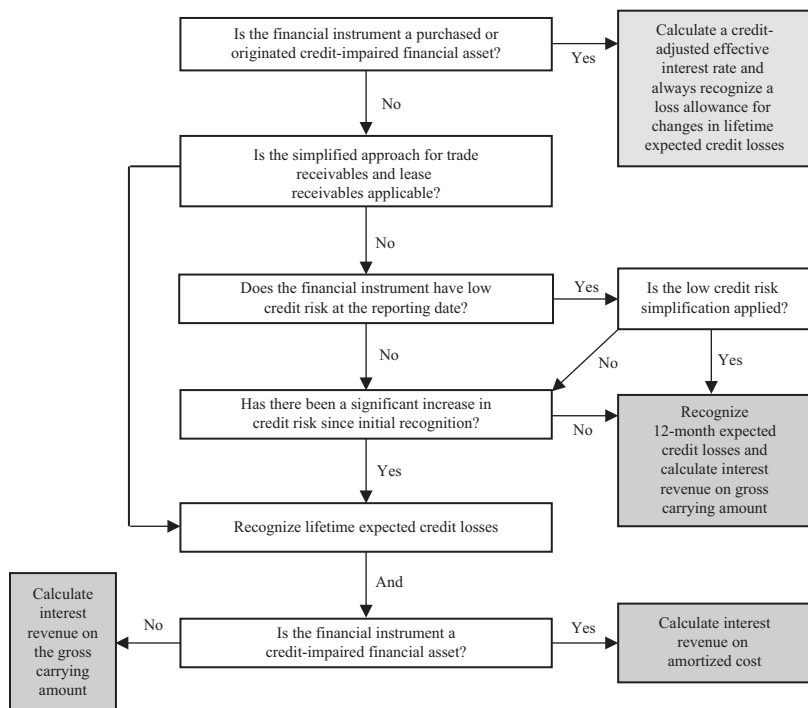 Is the financial instrument a purchased or
originated credit-impaired financial asset?
Yes
Calculate a credit-
adjusted effective
interest rate and
always recognize a
loss allowance for
changes in lifetime
expected credit losses
No
Is the simplified approach for trade
receivables and lease
receivables applicable?
No
Does the financial instrument have low
credit risk at the reporting date?
Yes
Is the low credit risk
simplification applied?
No
No
Yes
Has there been a significant increase in
credit risk since initial recognition?
No
Recognize
12-month expected
credit losses and
calculate interest
revenue on gross
carrying amount
Yes
Recognize lifetime expected credit losses
And
Calculate
interest
revenue on
the gross
carrying
amount
No
Is the financial instrument a
credit-impaired financial asset?
Yes
Calculate interest
revenue on
amortized cost